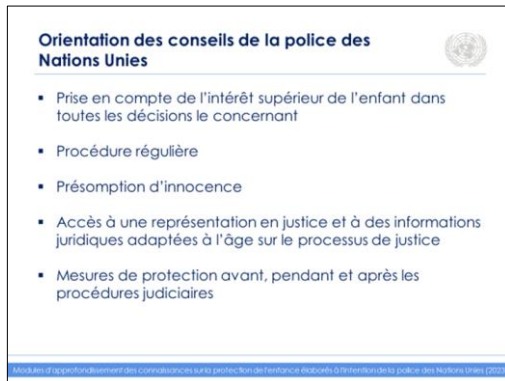 Orientation des conseils de la police des
Nations Unies
▪ Prise en compte de l'intérêt supérieur de l'enfant dans
toutes les décisions le concernant
▪ Procédure régulière
▪ Présomption d'innocence
▪ Accès à une représentation en justice et à des informations
juridiques adaptées à l'âge sur le processus de justice
▪ Mesures de protection avant, pendant et après les
procédures judiciaires
Modules d'approfondissement des connaissances sur la protection de l'enfance élaborés à l'intention de la police des Nations Unies (2023